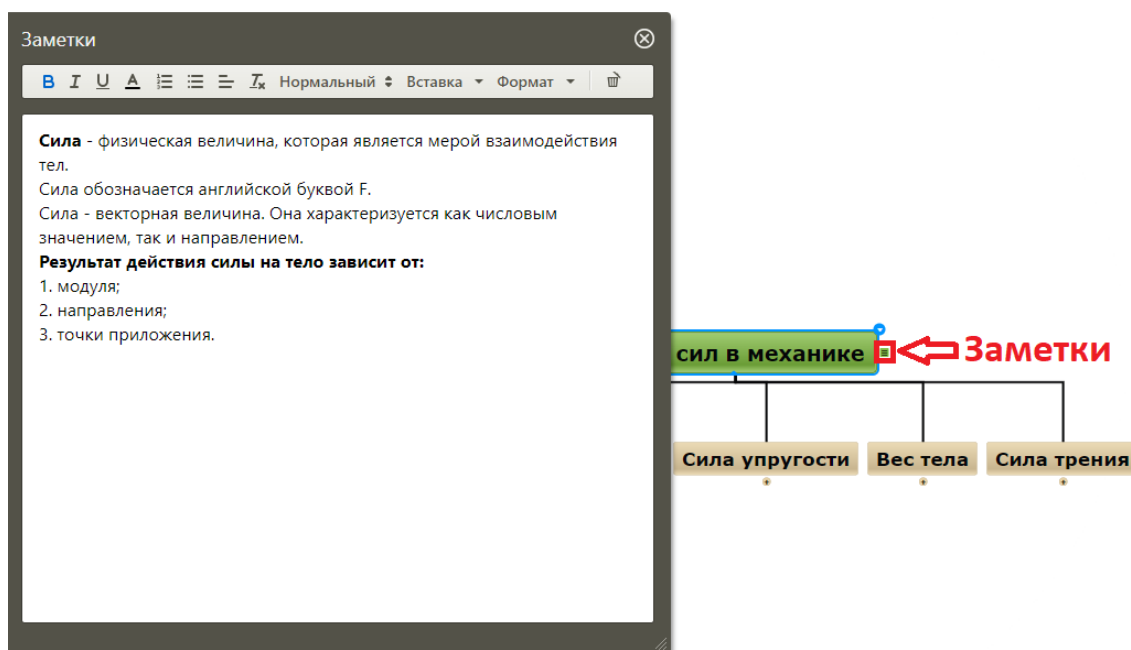 Заметки
B I U A Нормальный Вставка Формат
Сила - физическая величина, которая является мерой взаимодействия
тел.
Сила обозначается английской буквой F.
Сила - векторная величина. Она характеризуется как числовым
значением, так и направлением.
Результат действия силы на тело зависит от:
1. модуля;
2. направления;
3. точки приложения.
сил в механике
Заметки
Сила упругости
Вес тела
Сила трения